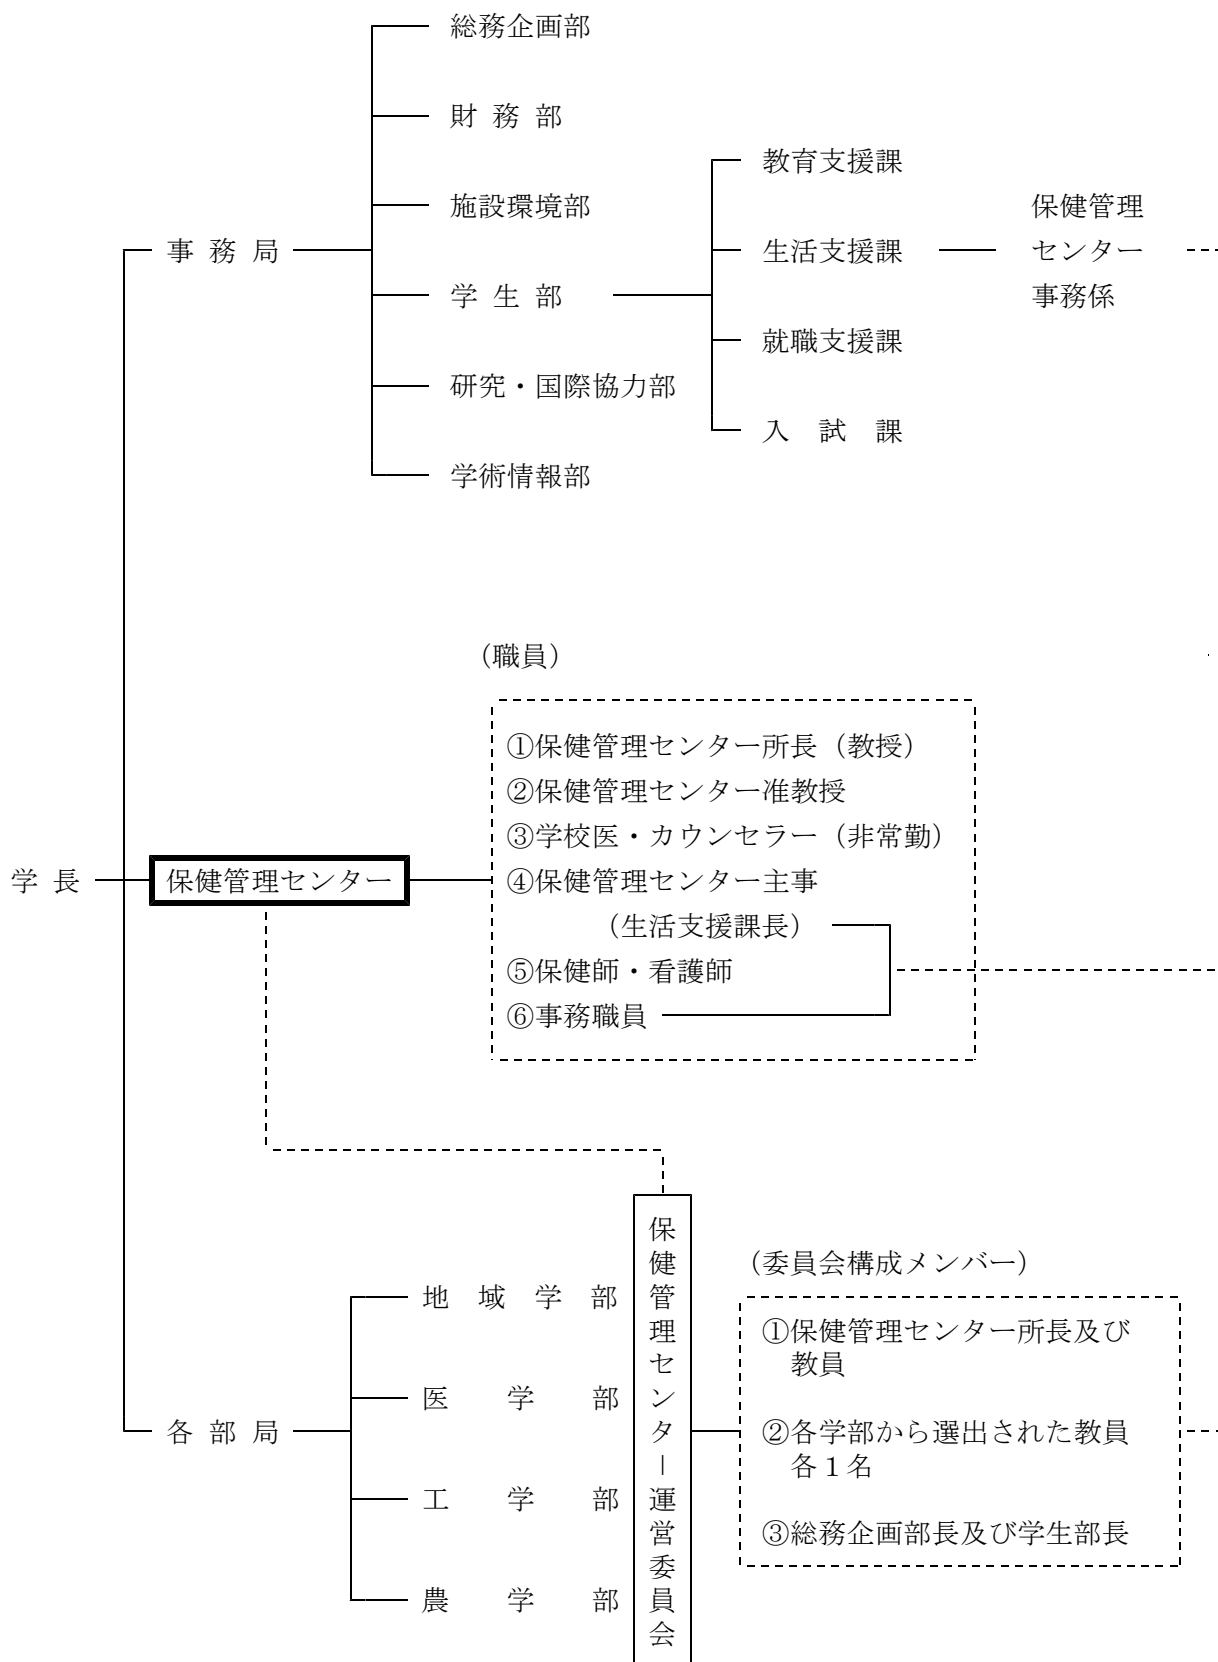 総務企画部
財 務 部
教育支援課
施設環境部
保健管理
事 務 局
生活支援課
センター
学 生 部
事務係
就職支援課
研究・国際協力部
入 試 課
学術情報部
（職員）
①保健管理センター所長（教授）
②保健管理センター准教授
③学校医・カウンセラー（非常勤）
学 長
保健管理センター
④保健管理センター主事
（生活支援課長）
⑤保健師・看護師
⑥事務職員
保健管理センター運営委員会
（委員会構成メンバー）
地 域 学 部
①保健管理センター所長及び
教員
医 学 部
各 部 局
②各学部から選出された教員
各１名
工 学 部
③総務企画部長及び学生部長
農 学 部